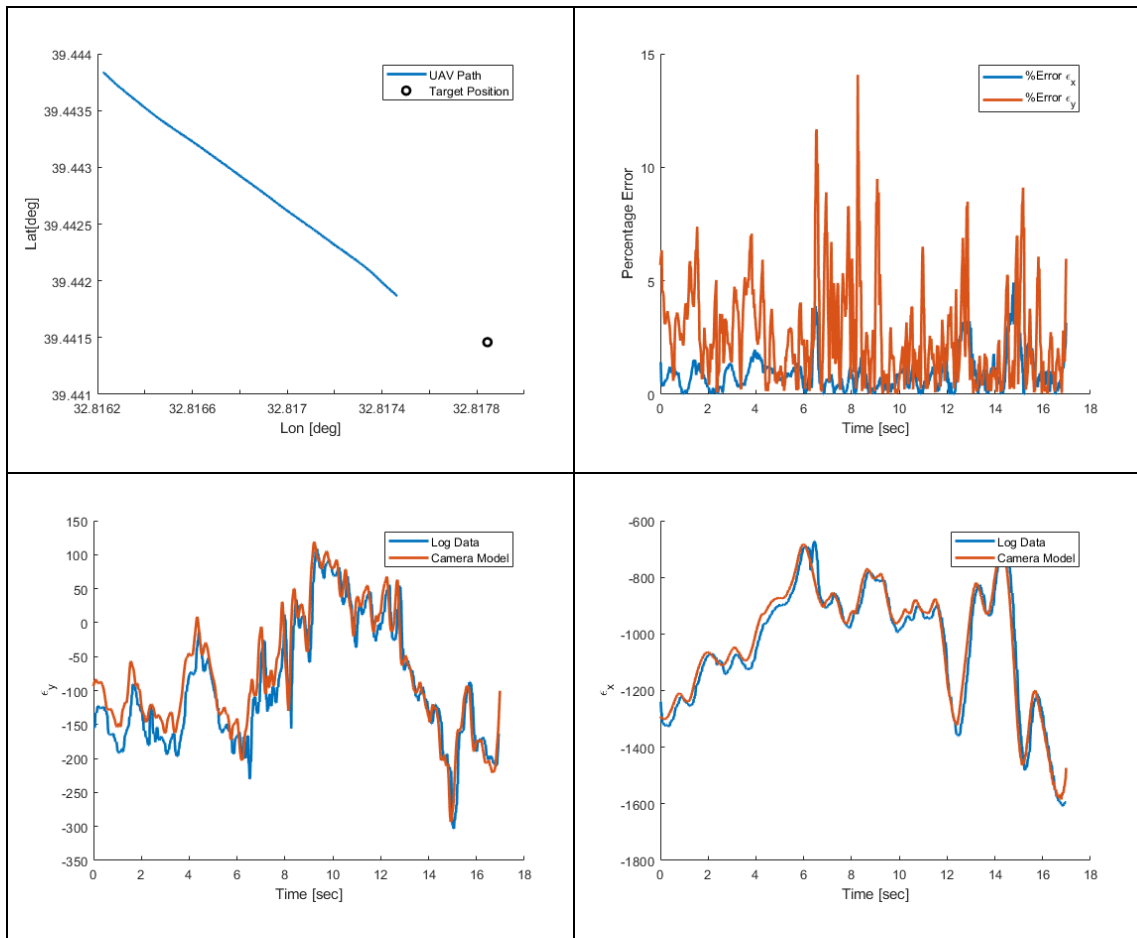 39.444
39.4435
39.443
39.4425
39.442
39.4415
39.441
Lat[deg]
UAV Path
Target Position
32.8162 32.8166 32.817 32.8174 32.8178
Lon [deg]
15
10
5
0
Percentage Error
%Error ϵx
%Error ϵy
0 2 4 6 8 10 12 14 16 18
Time [sec]
150
100
50
0
-50
-100
-150
-200
-250
-300
-350
ϵy
Log Data
Camera Model
0 2 4 6 8 10 12 14 16 18
Time [sec]
-600
-800
-1000
-1200
-1400
-1600
-1800
ϵx
Log Data
Camera Model
0 2 4 6 8 10 12 14 16 18
Time [sec]